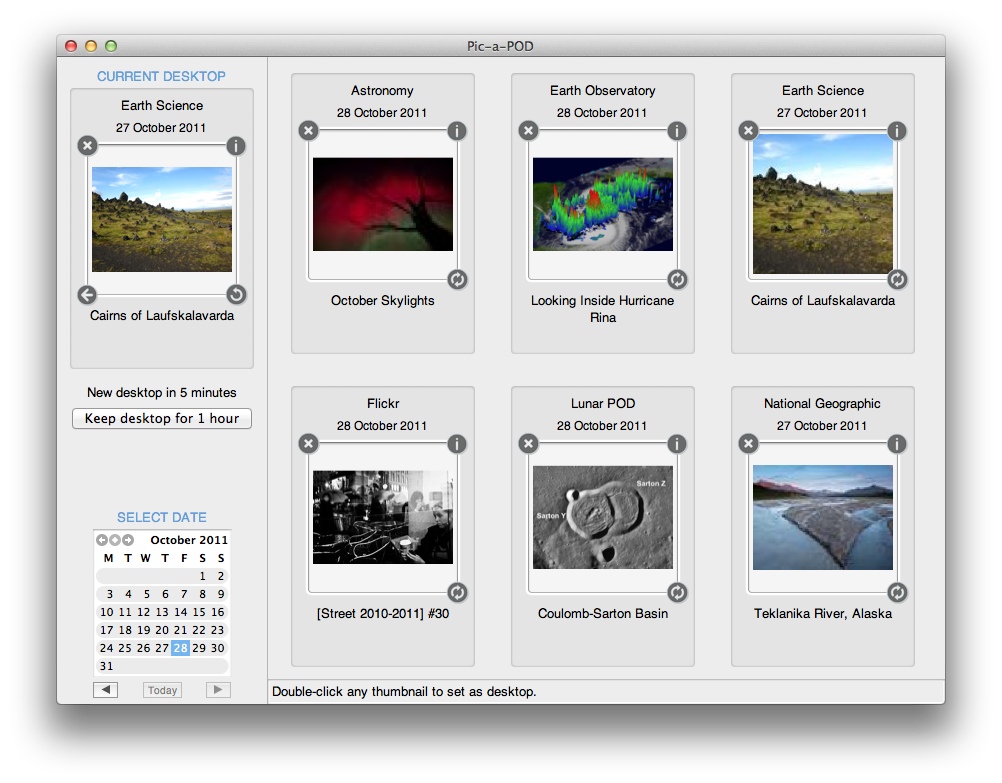 Pic-a-POD
CURRENT DESKTOP
Earth Science
27 October 2011
Cairns of Laufskalavarda
New desktop in 5 minutes
Keep desktop for 1 hour
SELECT DATE
October 2011
M T W T F S S
1 2
3 4 5 6 7 8 9
10 11 12 13 14 15 16
17 18 19 20 21 22 23
24 25 26 27 28 29 30
31
Today
Astronomy
28 October 2011
October Skylights
Earth Observatory
28 October 2011
Looking Inside Hurricane
Rina
Earth Science
27 October 2011
Cairns of Laufskalavarda
Flickr
28 October 2011
[Street 2010-2011] #30
Lunar POD
28 October 2011
Sarton Z
Sarton Y
Coulomb-Sarton Basin
National Geographic
27 October 2011
Teklanika River, Alaska
Double-click any thumbnail to set as desktop.